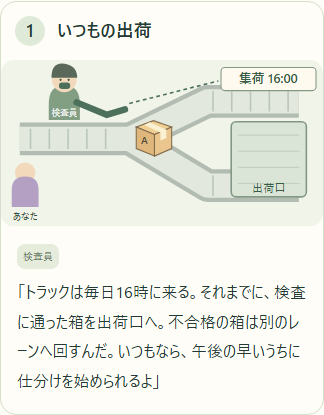 1 いつもの出荷
集荷 16:00
検査員
A
出荷口
あなた
検査員
「トラックは毎日16時に来る。それまでに、検査
に通った箱を出荷口へ。不合格の箱は別のレ
ーンへ回すんだ。いつもなら、午後の早いうちに
仕分けを始められるよ」